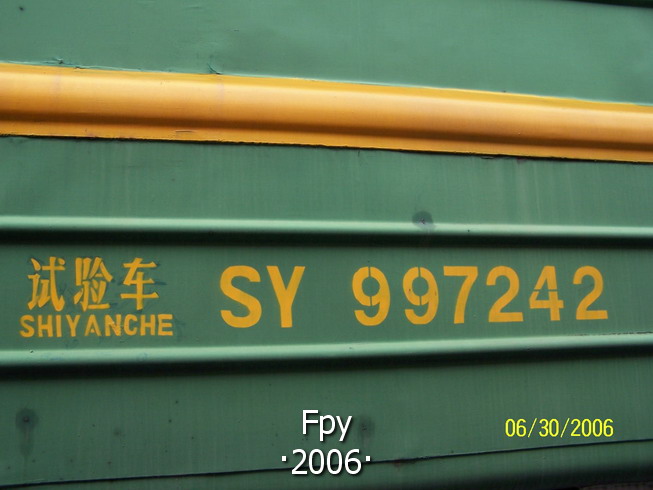 试验车
SHIYANCHE
SY 997242
Fpy
·2006·
06/30/2006